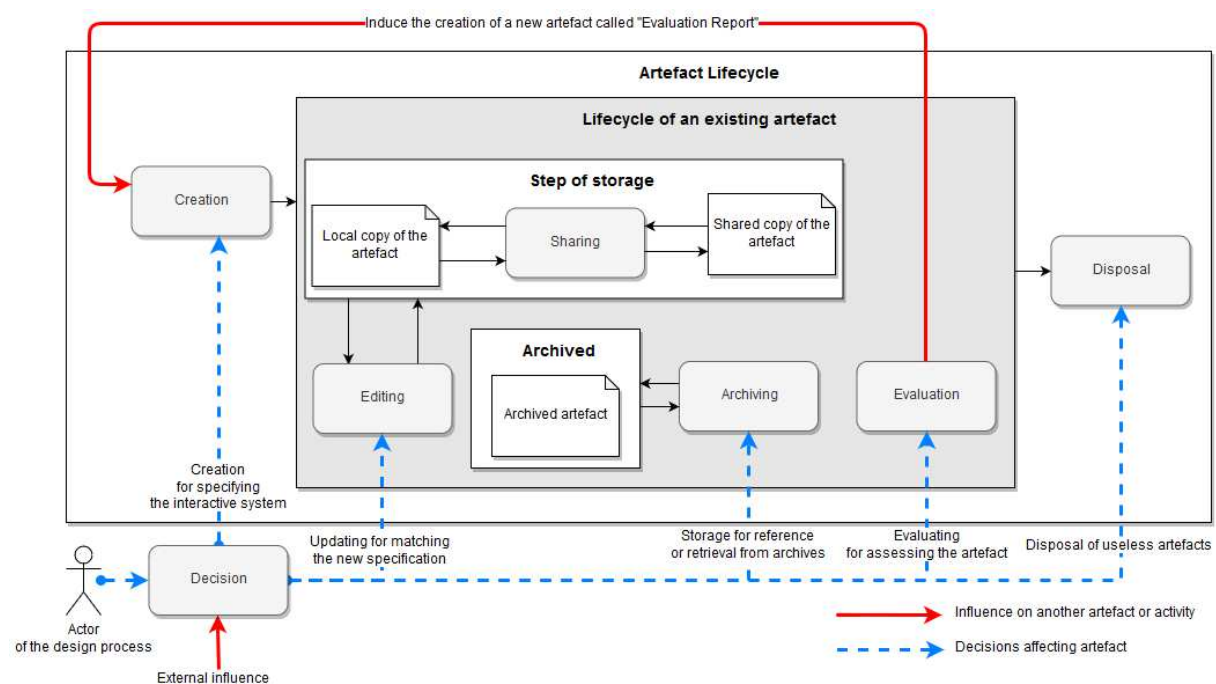 Induce the creation of a new artefact called "Evaluation Report"
Artefact Lifecycle
Lifecycle of an existing artefact
Step of storage
Creation
Local copy of the
artefact
Sharing
Shared copy of the
artefact
Disposal
Archived
Editing
Archived artefact
Archiving
Evaluation
Creation
for specifying
the interactive system
Updating for matching
the new specification
Storage for reference
or retrieval from archives
Evaluating
for assessing the artefact
Disposal of useless artefacts
Decision
Actor
of the design process
External influence
Influence on another artefact or activity
Decisions affecting artefact